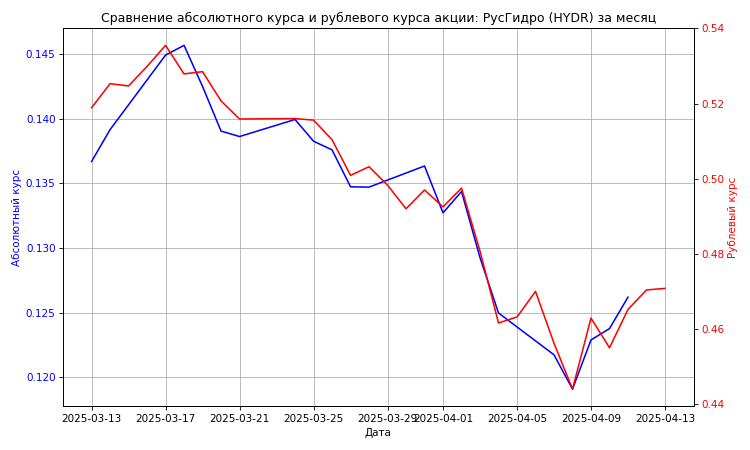 Сравнение абсолютного курса и рублевого курса акции: РусГидро (HYDR) за месяц
0.145
0.140
0.135
0.130
0.125
0.120
Абсолютный курс
0.54
0.52
0.50
0.48
0.46
0.44
Рублевый курс
2025-03-13 2025-03-17 2025-03-21 2025-03-25 2025-03-29 2025-04-01 2025-04-05 2025-04-09 2025-04-13
Дата